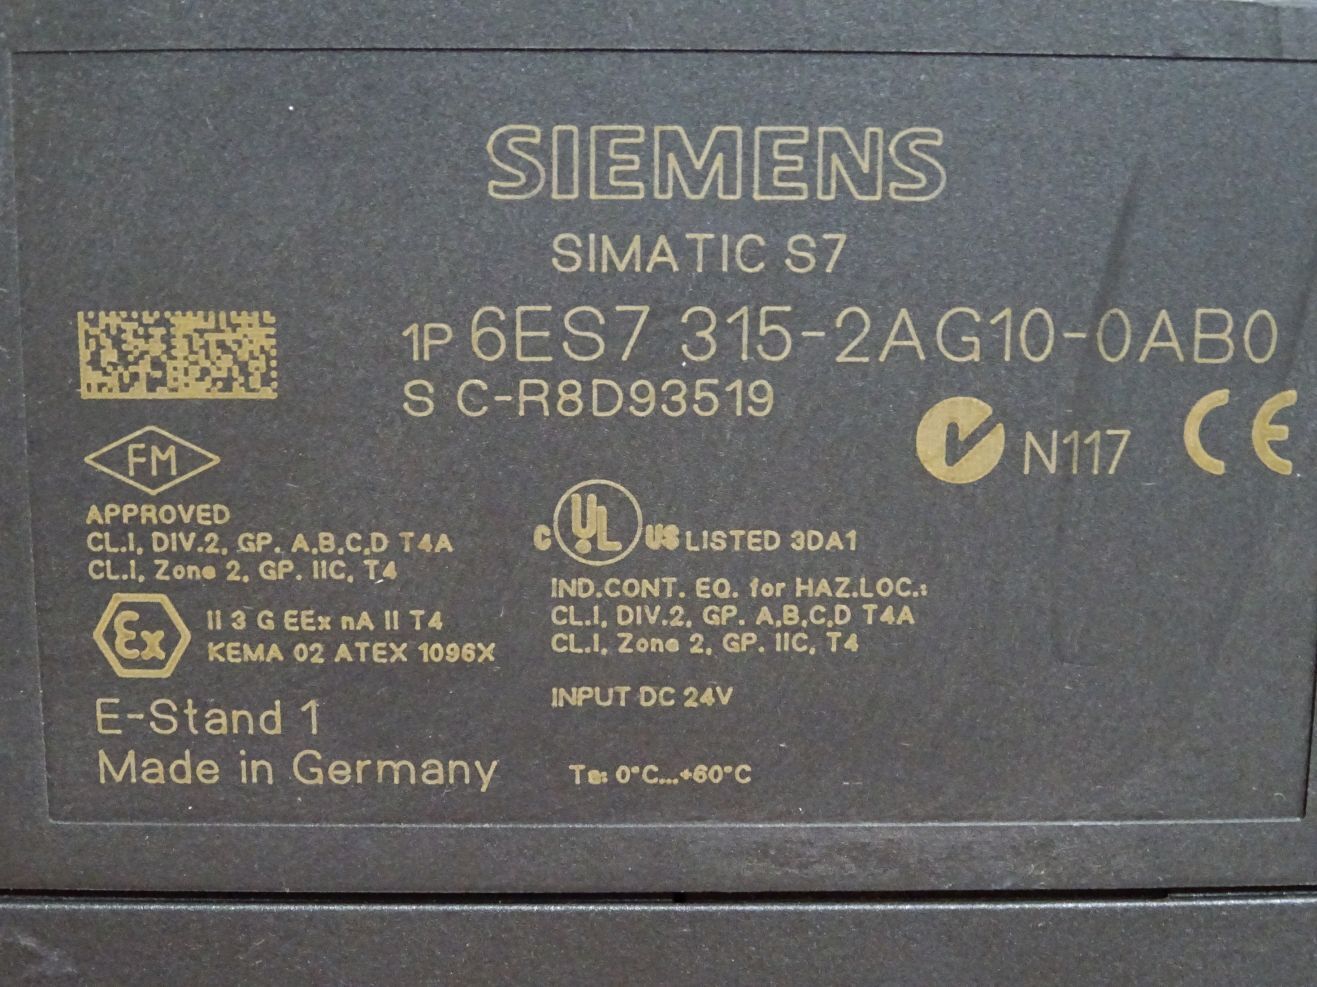 SIEMENS
SIMATIC S7
1P 6ES7 315-2AG10-0AB0
S C-R8D93519
N117 CE
FM
APPROVED
CL.I, DIV.2, GP. A,B,C,D T4A
CL.I, Zone 2, GP. IIC, T4
Ex II 3 G EEx nA II T4
KEMA 02 ATEX 1096X
E-Stand 1
Made in Germany
C UL US LISTED 3DA1
IND.CONT. EQ. for HAZ.LOC.:
CL.I, DIV.2, GP. A,B,C,D T4A
CL.I, Zone 2, GP. IIC, T4
INPUT DC 24V
Ta: 0°C...+60°C